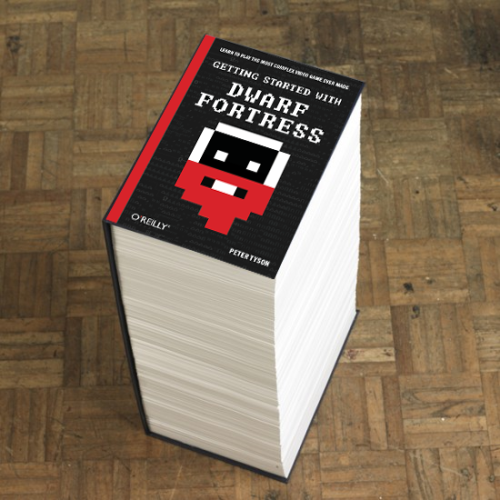 LEARN TO PLAY THE MOST COMPLEX VIDEO GAME EVER MADE
GETTING STARTED WITH
DWARF
FORTRESS
O'REILLY®
PETER TYSON